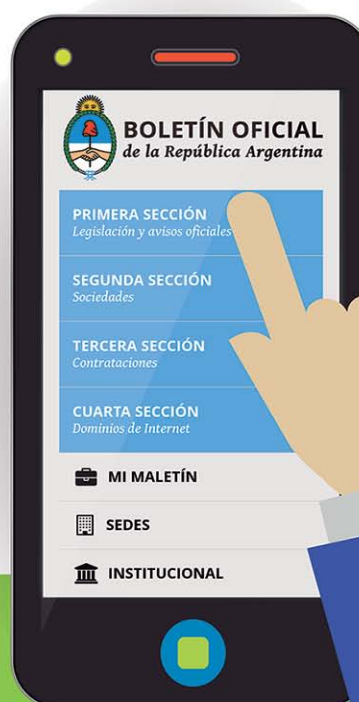 BOLETÍN OFICIAL
de la República Argentina
PRIMERA SECCIÓN
Legislación y avisos oficiales
SEGUNDA SECCIÓN
Sociedades
TERCERA SECCIÓN
Contrataciones
CUARTA SECCIÓN
Dominios de Internet
MI MALETÍN
SEDES
INSTITUCIONAL